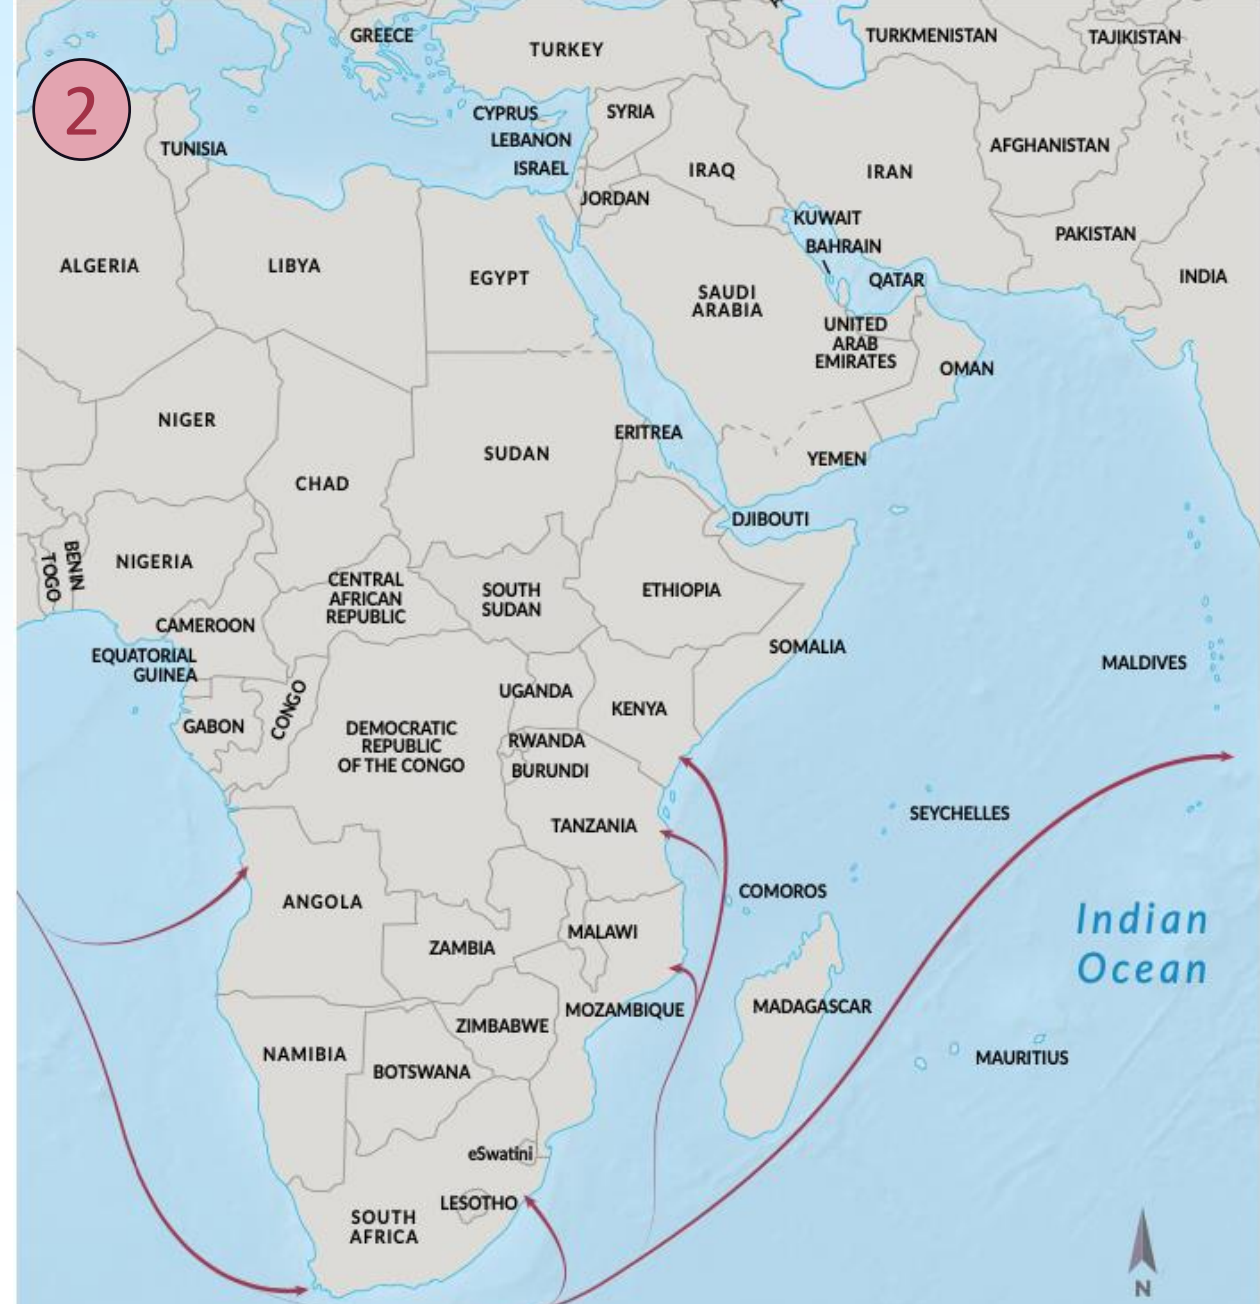 GREECE
TURKEY
TURKMENISTAN
TAJIKISTAN
2
TUNISIA
CYPRUS
SYRIA
LEBANON
ISRAEL
IRAQ
IRAN
AFGHANISTAN
JORDAN
KUWAIT
BAHRAIN
PAKISTAN
ALGERIA
LIBYA
EGYPT
SAUDI
ARABIA
QATAR
INDIA
UNITED
ARAB
EMIRATES
OMAN
NIGER
CHAD
SUDAN
ERITREA
YEMEN
DJIBOUTI
TOGO
BENIN
NIGERIA
CENTRAL
AFRICAN
REPUBLIC
SOUTH
SUDAN
ETHIOPIA
CAMEROON
SOMALIA
EQUATORIAL
GUINEA
MALDIVES
GABON
CONGO
DEMOCRATIC
REPUBLIC
OF THE CONGO
UGANDA
KENYA
RWANDA
BURUNDI
TANZANIA
SEYCHELLES
ANGOLA
COMOROS
ZAMBIA
MALAWI
Indian
Ocean
MOZAMBIQUE
MADAGASCAR
ZIMBABWE
NAMIBIA
BOTSWANA
MAURITIUS
eSwatini
LESOTHO
SOUTH
AFRICA
N